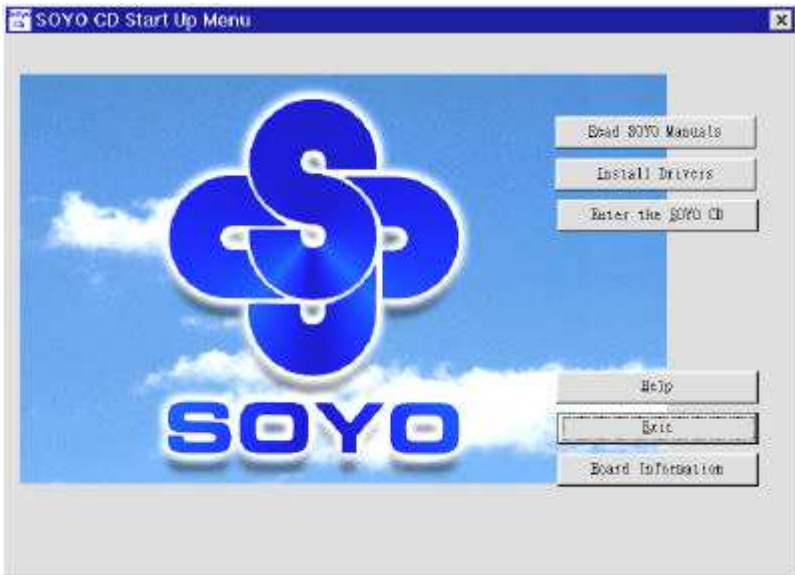 SOYO CD Start Up Menu
Read SOYO Manuals
Install Drivers
Enter the SOYO CD
SOYO
Help
Exit
Board Information